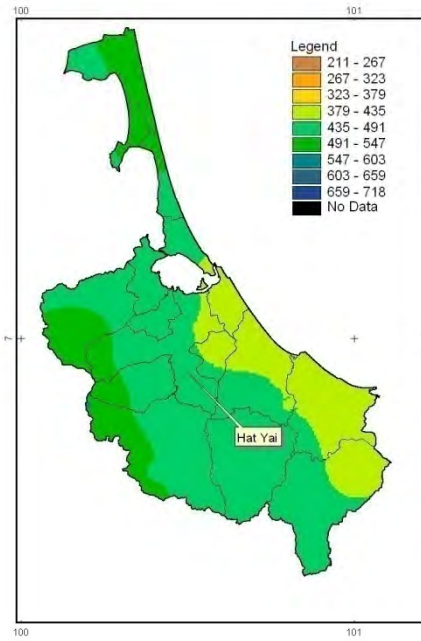 100
101
Legend
211 - 267
267 - 323
323 - 379
379 - 435
435 - 491
491 - 547
547 - 603
603 - 659
659 - 718
No Data
7
Hat Yai
100
101